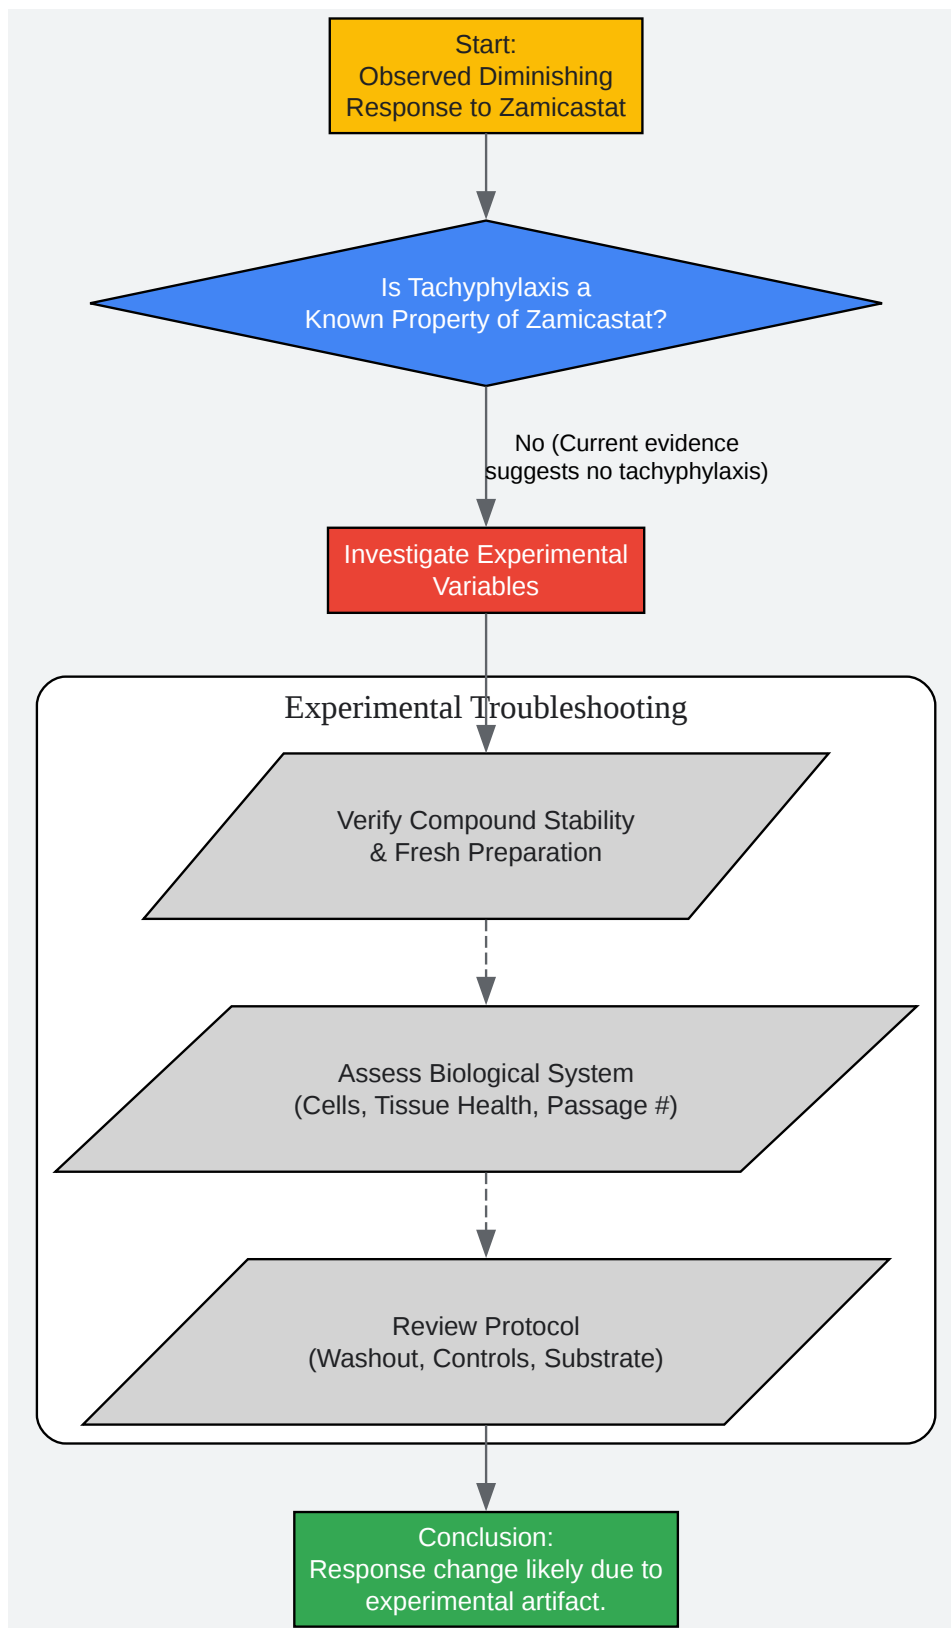 Start:
Observed Diminishing
Response to Zamicastat
Is Tachyphylaxis a
Known Property of Zamicastat?
No (Current evidence
suggests no tachyphylaxis)
Investigate Experimental
Variables
Experimental Troubleshooting
Verify Compound Stability
& Fresh Preparation
Assess Biological System
(Cells, Tissue Health, Passage #)
Review Protocol
(Washout, Controls, Substrate)
Conclusion:
Response change likely due to
experimental artifact.